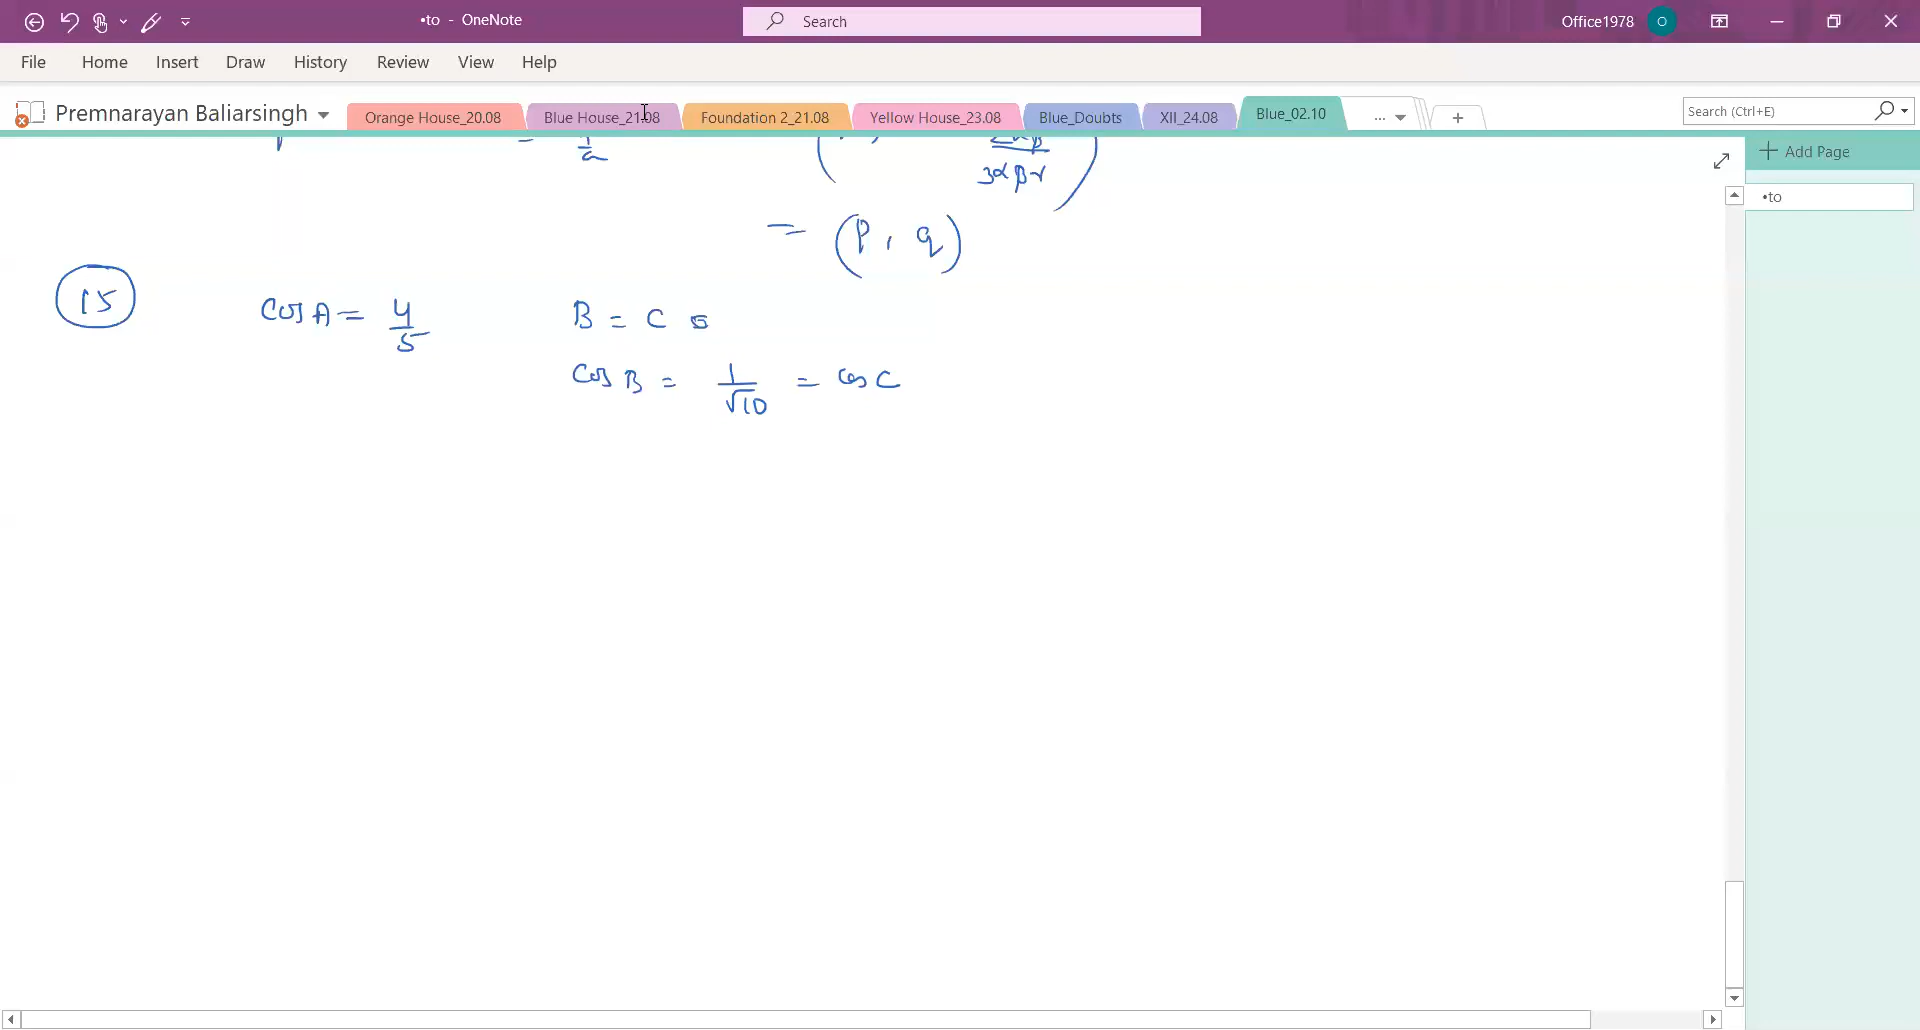 •to - OneNote
Search
Office1978
O
File Home Insert Draw History Review View Help
Premnarayan Baliarsingh
Orange House_20.08
Blue House_21.08
Foundation 2_21.08
Yellow House_23.08
Blue_Doubts
XII_24.08
Blue_02.10
...
+
Search (Ctrl+E)
Add Page
•to
3αβγ
= (p, q)
15
cos A = 4/5
B = C
cos B = 1/√10 = cos C